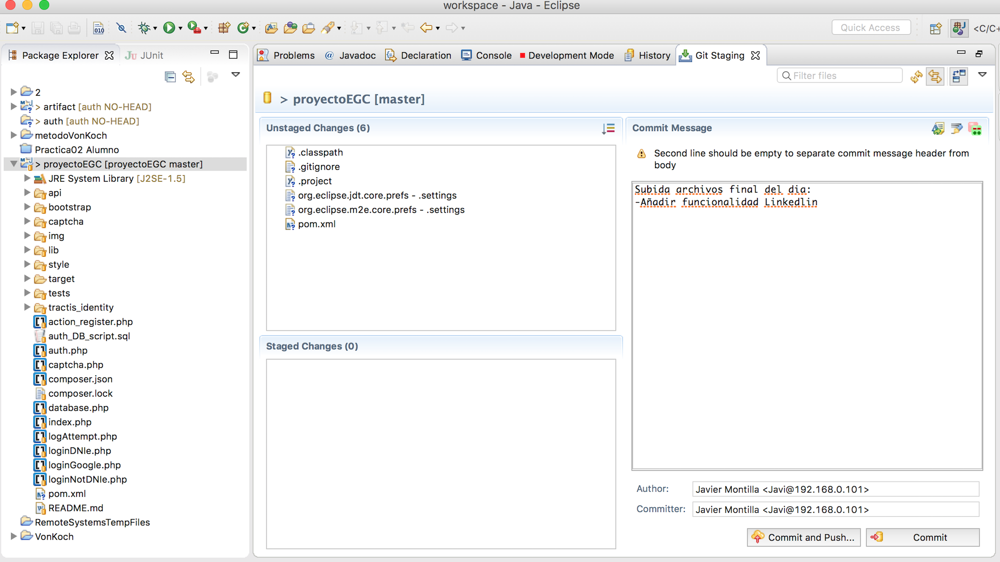 workspace - Java - Eclipse
010
Quick Access
<C/C+
Package Explorer
JUnit
Problems
@ Javadoc
Declaration
Console
Development Mode
History
Git Staging
Filter files
2
> artifact [auth NO-HEAD]
> auth [auth NO-HEAD]
metodoVonKoch
Practica02 Alumno
> proyectoEGC [proyectoEGC master]
JRE System Library [J2SE-1.5]
api
bootstrap
captcha
img
lib
style
target
tests
tractis_identity
action_register.php
auth_DB_script.sql
auth.php
captcha.php
composer.json
composer.lock
database.php
index.php
logAttempt.php
loginDNIe.php
loginGoogle.php
loginNotDNIe.php
pom.xml
README.md
RemoteSystemsTempFiles
VonKoch
> proyectoEGC [master]
Unstaged Changes (6)
.classpath
.gitignore
.project
org.eclipse.jdt.core.prefs - .settings
org.eclipse.m2e.core.prefs - .settings
pom.xml
Staged Changes (0)
Commit Message
Second line should be empty to separate commit message header from
body
Subida archivos final del dia:
-Añadir funcionalidad Linkedlin
Author: Javier Montilla <Javi@192.168.0.101>
Committer: Javier Montilla <Javi@192.168.0.101>
Commit and Push...
Commit